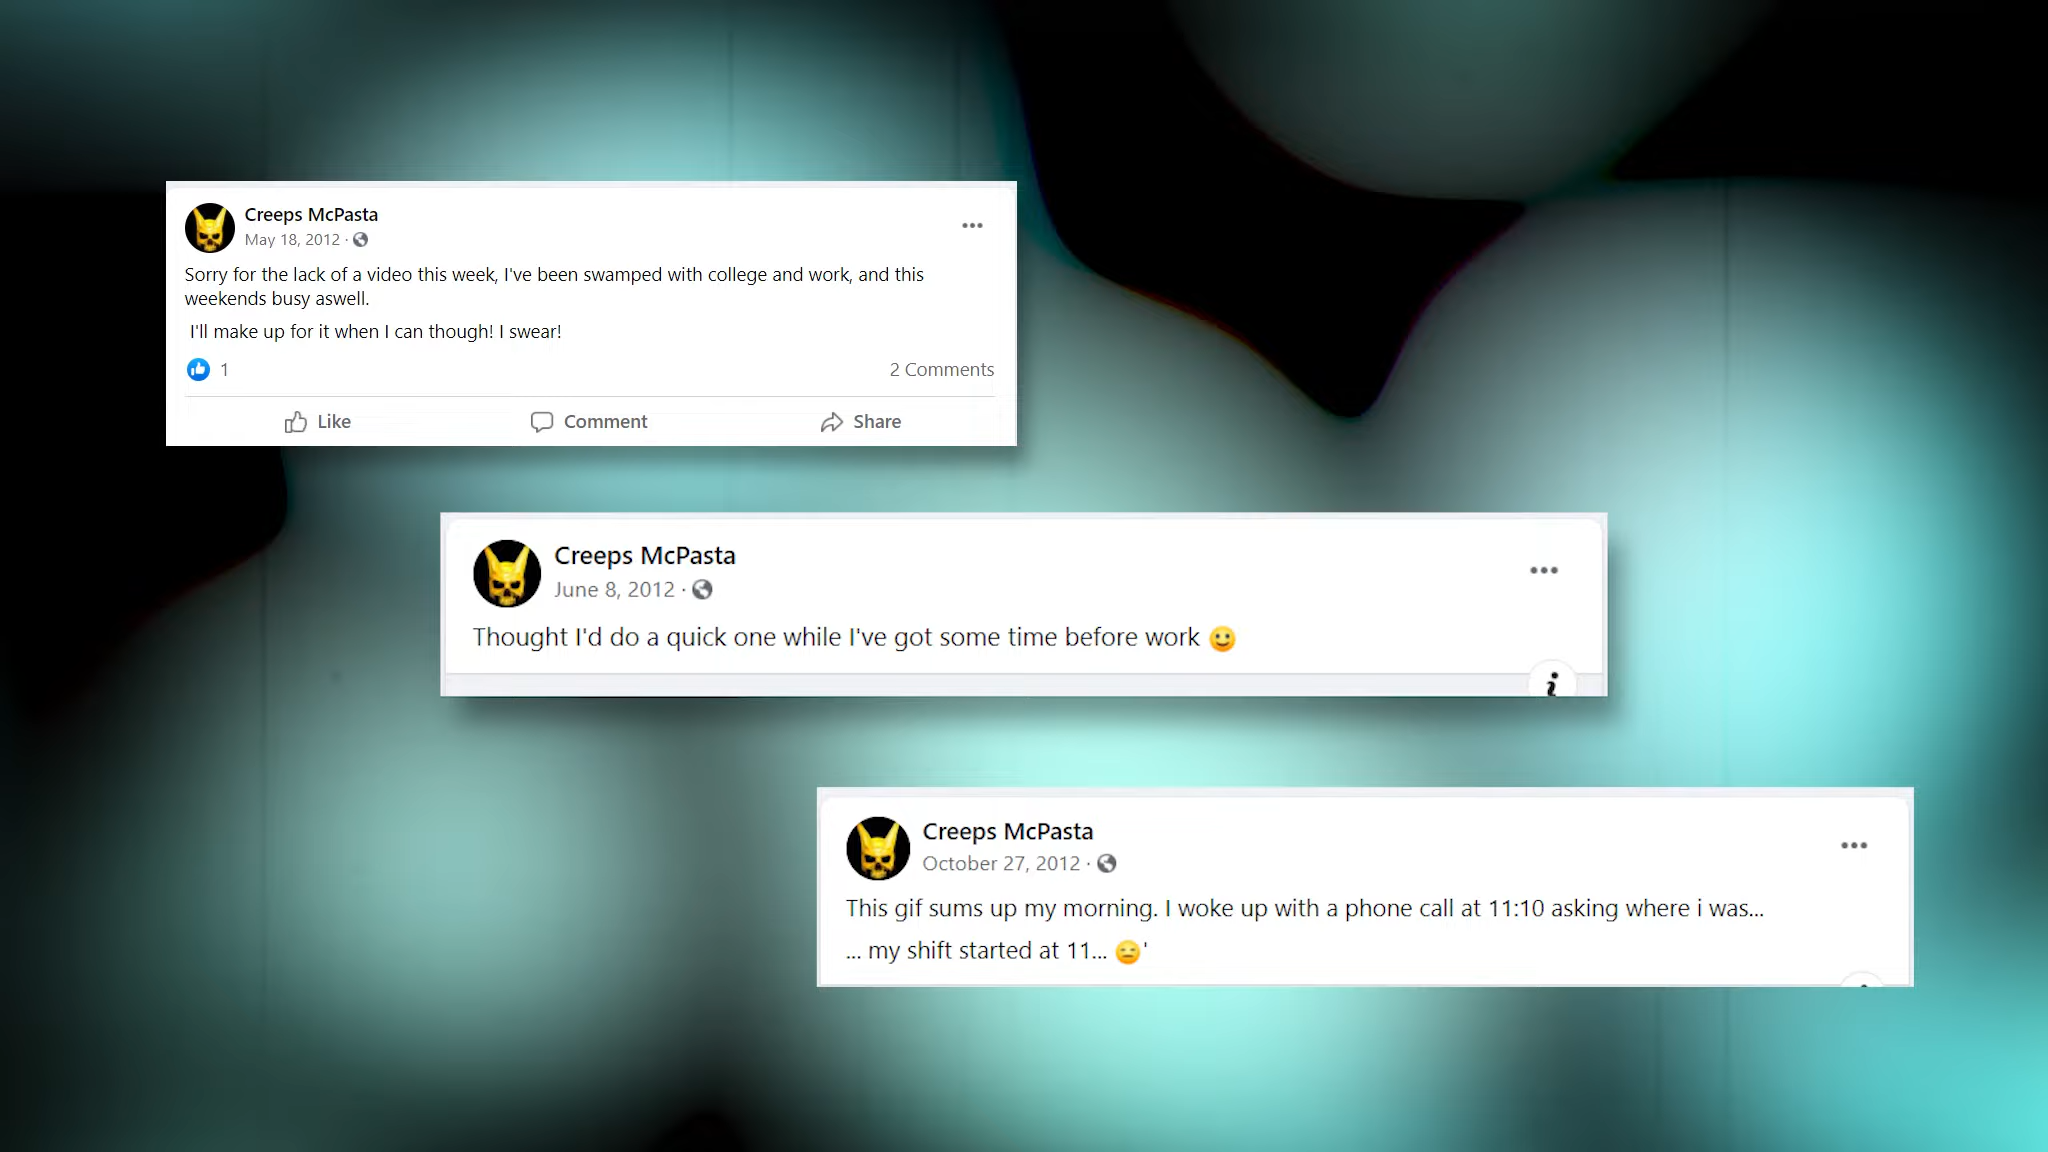 Creeps McPasta
May 18, 2012 ·
Sorry for the lack of a video this week, I've been swamped with college and work, and this
weekends busy aswell.
I'll make up for it when I can though! I swear!
1
2 Comments
Like
Comment
Share
Creeps McPasta
June 8, 2012 ·
Thought I'd do a quick one while I've got some time before work 🙂
i
Creeps McPasta
October 27, 2012 ·
This gif sums up my morning. I woke up with a phone call at 11:10 asking where i was...
... my shift started at 11... 😑'